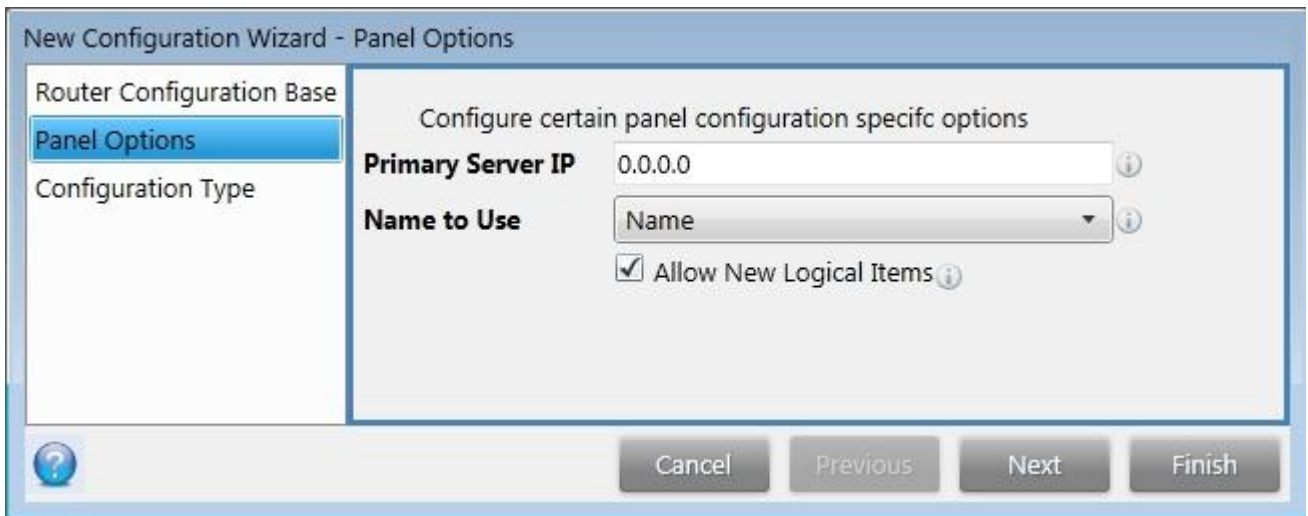 New Configuration Wizard - Panel Options
Router Configuration Base
Panel Options
Configuration Type
Configure certain panel configuration specifc options
Primary Server IP 0.0.0.0
Name to Use Name
Allow New Logical Items
Cancel Previous Next Finish